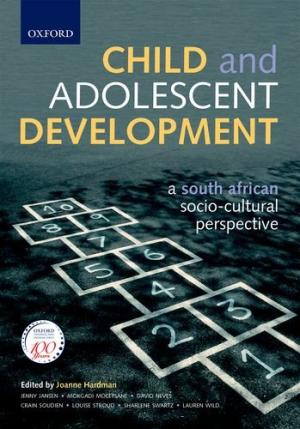 OXFORD
CHILD and
ADOLESCENT
DEVELOPMENT
a south african
socio-cultural
perspective
10
9
7
8
6
5
4
2
3
1
100
Years
Edited by Joanne Hardman
JENNY JANSEN • MOKGADI MOLETSANE • DAVID NEVES
CRAIN SOUDIEN • LOUISE STROUD • SHARLENE SWARTZ • LAUREN WILD